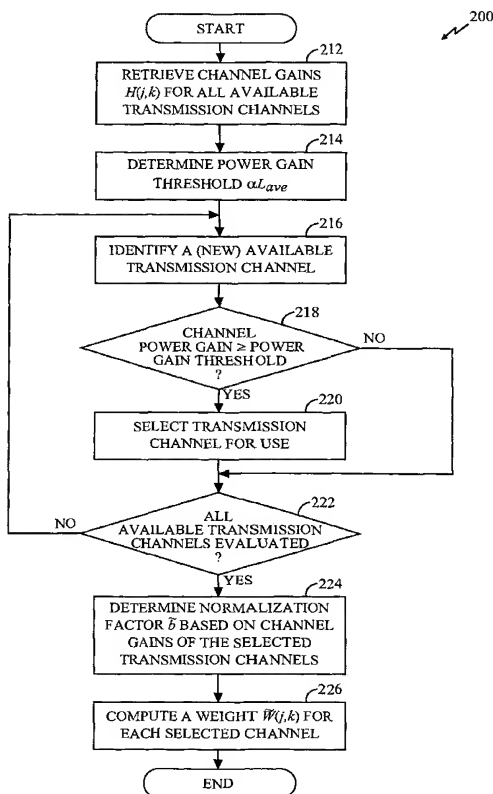 200
START
212
RETRIEVE CHANNEL GAINS
H(j,k) FOR ALL AVAILABLE
TRANSMISSION CHANNELS
214
DETERMINE POWER GAIN
THRESHOLD αL_ave
216
IDENTIFY A (NEW) AVAILABLE
TRANSMISSION CHANNEL
218
CHANNEL
POWER GAIN ≥ POWER
GAIN THRESHOLD
?
NO
YES
220
SELECT TRANSMISSION
CHANNEL FOR USE
222
ALL
AVAILABLE TRANSMISSION
CHANNELS EVALUATED
?
NO
YES
224
DETERMINE NORMALIZATION
FACTOR b̃ BASED ON CHANNEL
GAINS OF THE SELECTED
TRANSMISSION CHANNELS
226
COMPUTE A WEIGHT W̃(j,k) FOR
EACH SELECTED CHANNEL
END